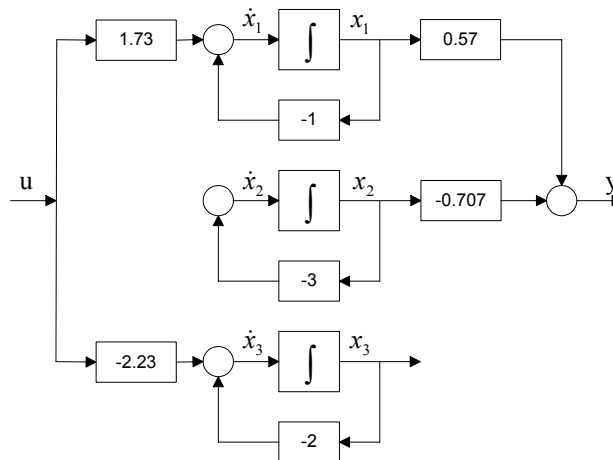 1.73 ẋ₁ ∫ x₁ 0.57
-1
u ẋ₂ ∫ x₂ -0.707 y
-3
-2.23 ẋ₃ ∫ x₃
-2